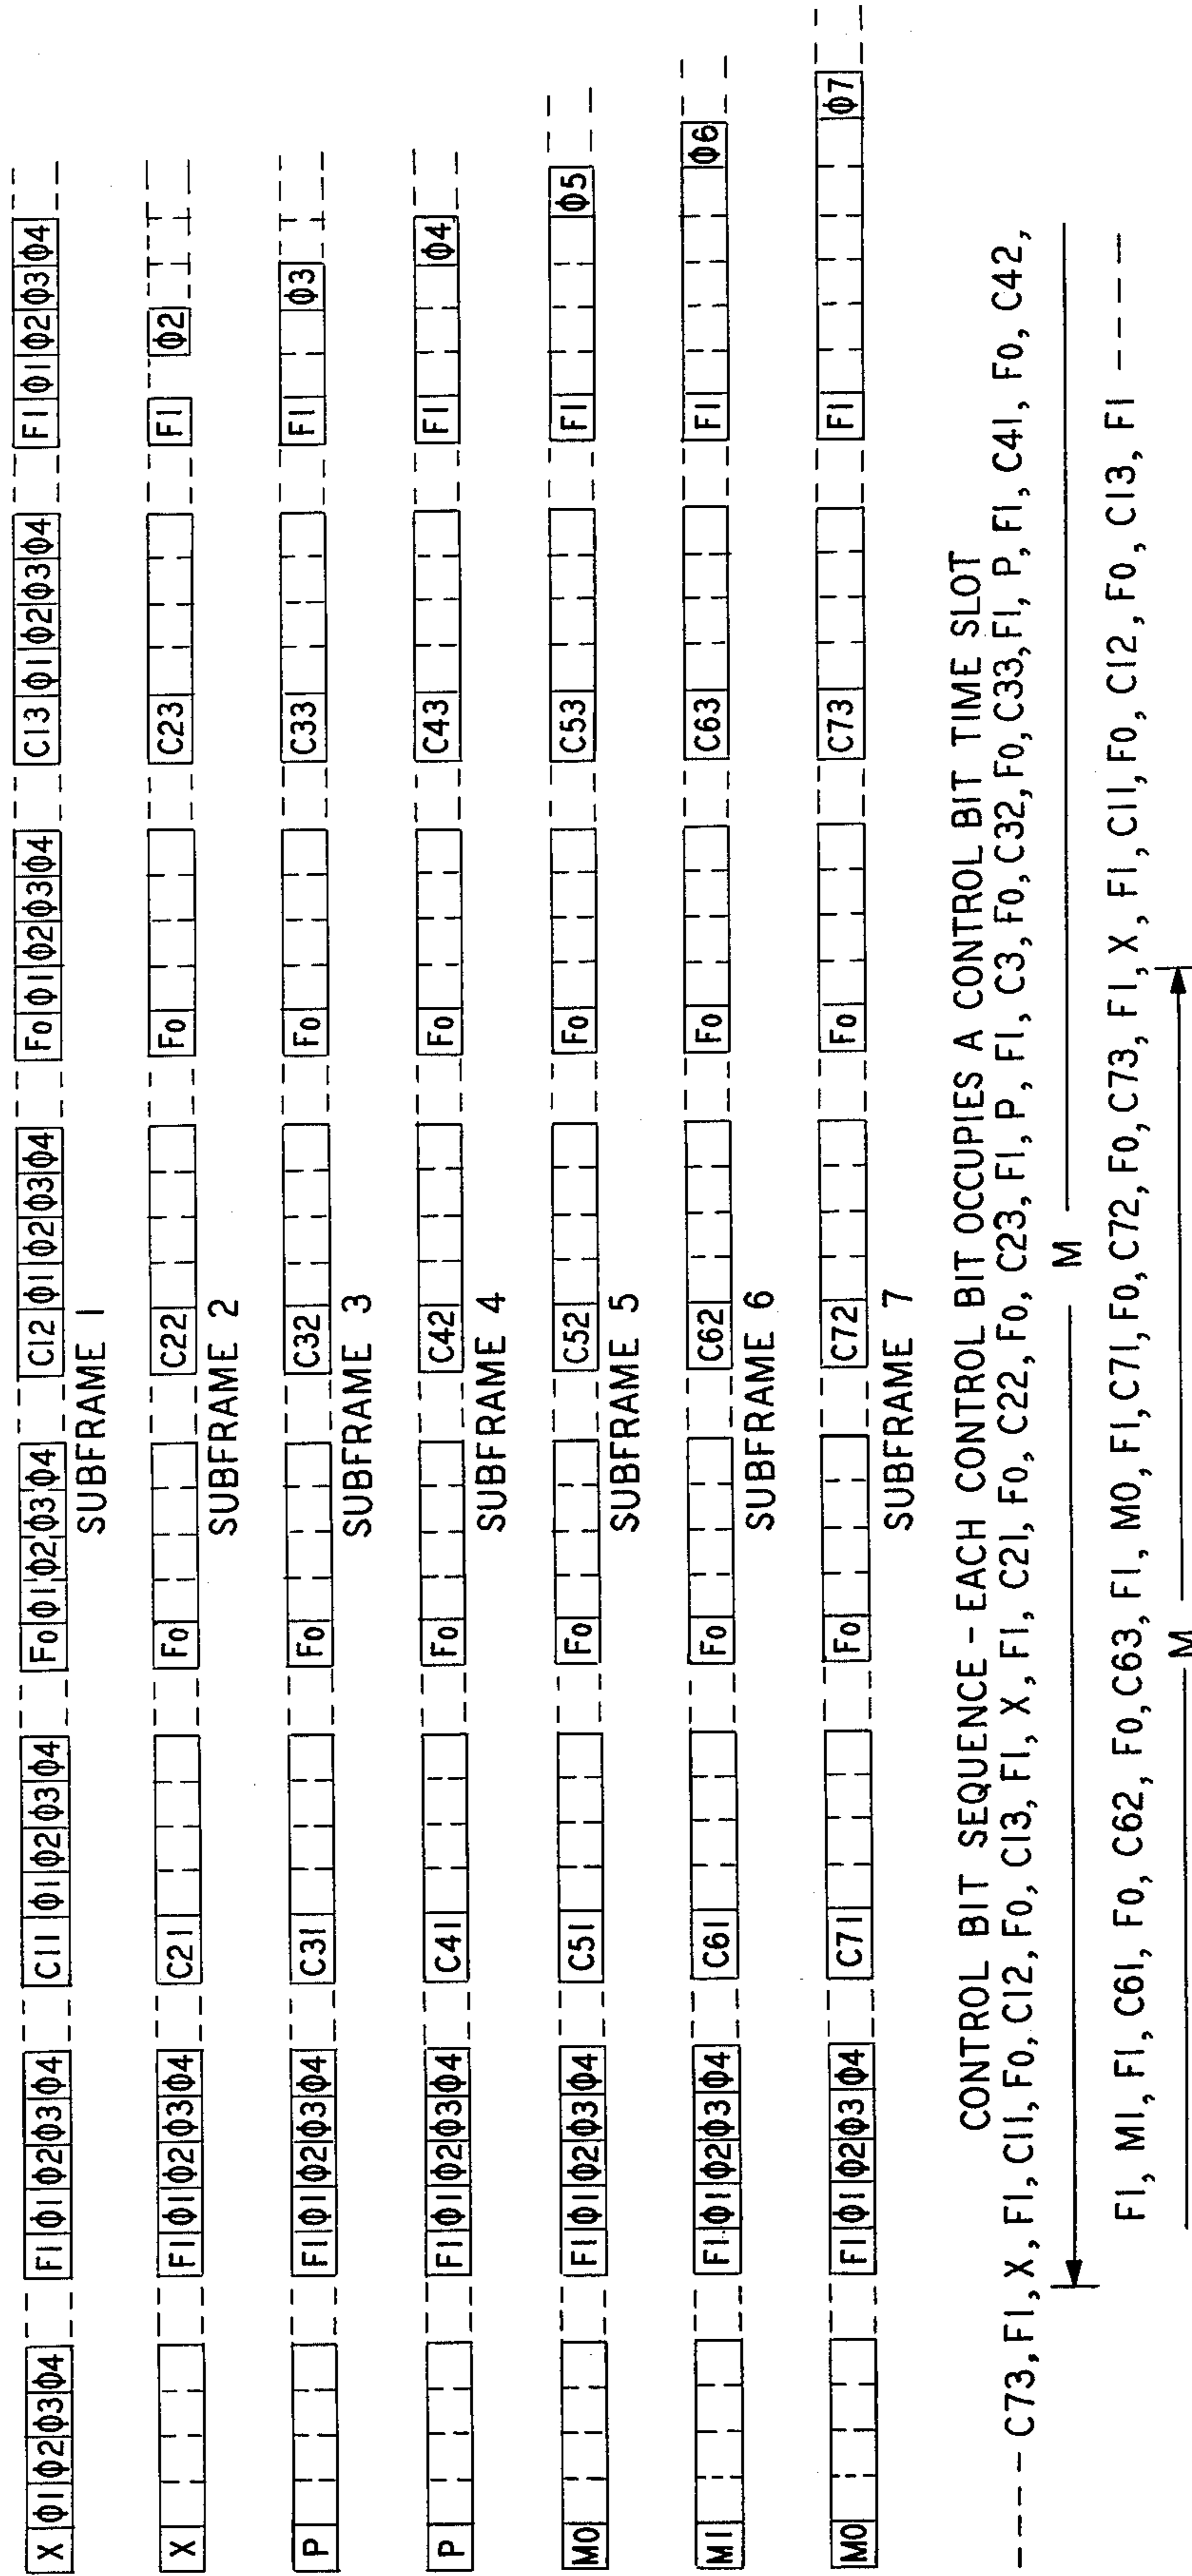 X Φ1 Φ2 Φ3 Φ4 F1 Φ1 Φ2 Φ3 Φ4 C11 Φ1 Φ2 Φ3 Φ4 F0 Φ1 Φ2 Φ3 Φ4 C12 Φ1 Φ2 Φ3 Φ4 F0 Φ1 Φ2 Φ3 Φ4 C13 Φ1 Φ2 Φ3 Φ4 F1 Φ1 Φ2 Φ3 Φ4
SUBFRAME 1
X F1 Φ1 Φ2 Φ3 Φ4 C21 F0 C22 F0 C23 F1 Φ2
SUBFRAME 2
P F1 Φ1 Φ2 Φ3 Φ4 C31 F0 C32 F0 C33 F1 Φ3
SUBFRAME 3
P F1 Φ1 Φ2 Φ3 Φ4 C41 F0 C42 F0 C43 F1 Φ4
SUBFRAME 4
M0 F1 Φ1 Φ2 Φ3 Φ4 C51 F0 C52 F0 C53 F1 Φ5
SUBFRAME 5
M1 F1 Φ1 Φ2 Φ3 Φ4 C61 F0 C62 F0 C63 F1 Φ6
SUBFRAME 6
M0 F1 Φ1 Φ2 Φ3 Φ4 C71 F0 C72 F0 C73 F1 Φ7
SUBFRAME 7
CONTROL BIT SEQUENCE - EACH CONTROL BIT OCCUPIES A CONTROL BIT TIME SLOT
---- C73, F1, X, F1, C11, F0, C12, F0, C13, F1, X, F1, C21, F0, C22, F0, C23, F1, P, F1, C3, F0, C32, F0, C33, F1, P, F1, C41, F0, C42,
M
F1, M1, F1, C61, F0, C62, F0, C63, F1, M0, F1, C71, F0, C72, F0, C73, F1, X, F1, C11, F0, C12, F0, C13, F1 ----
M